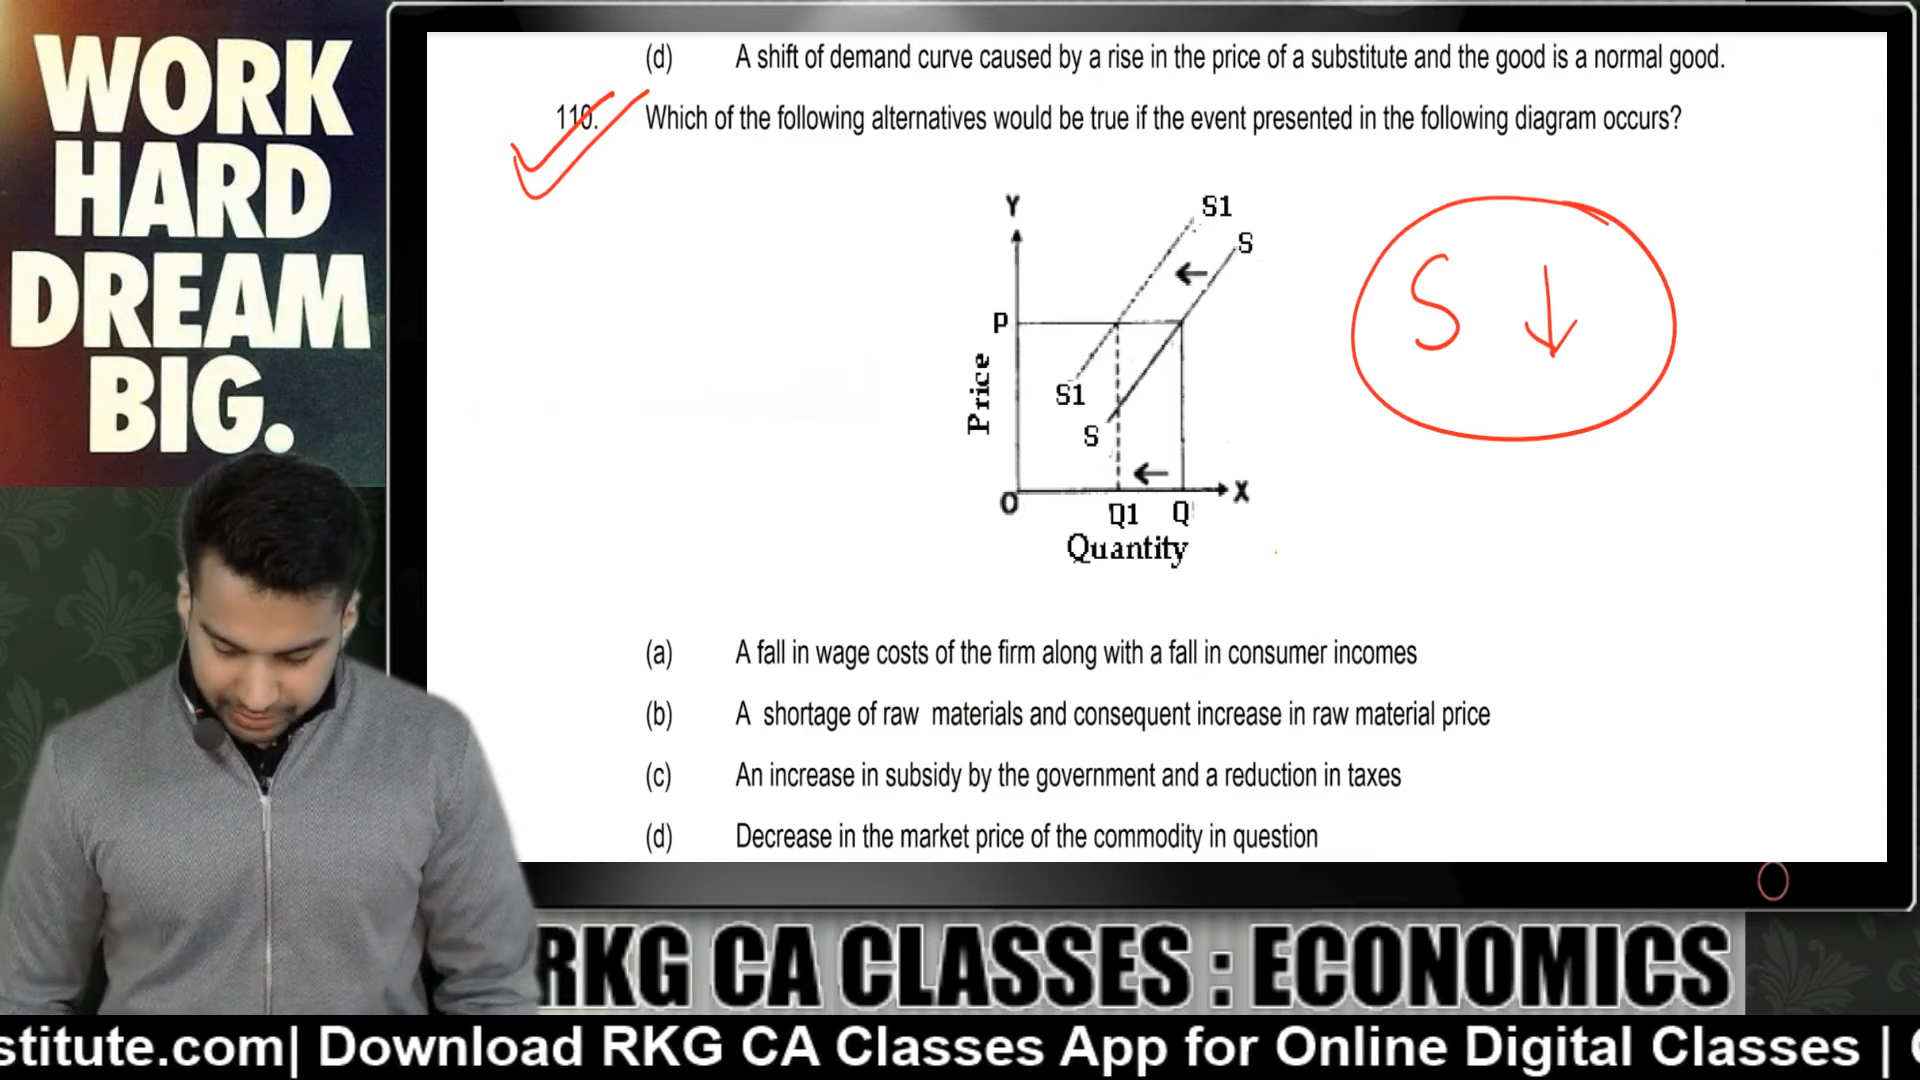 WORK
HARD
DREAM
BIG.
(d) A shift of demand curve caused by a rise in the price of a substitute and the good is a normal good.
110. Which of the following alternatives would be true if the event presented in the following diagram occurs?
Y
S1
S
P
Price
S1
S
O
X
Q1 Q
Quantity
S ↓
(a) A fall in wage costs of the firm along with a fall in consumer incomes
(b) A shortage of raw materials and consequent increase in raw material price
(c) An increase in subsidy by the government and a reduction in taxes
(d) Decrease in the market price of the commodity in question
RKG CA CLASSES : ECONOMICS
stitute.com| Download RKG CA Classes App for Online Digital Classes |